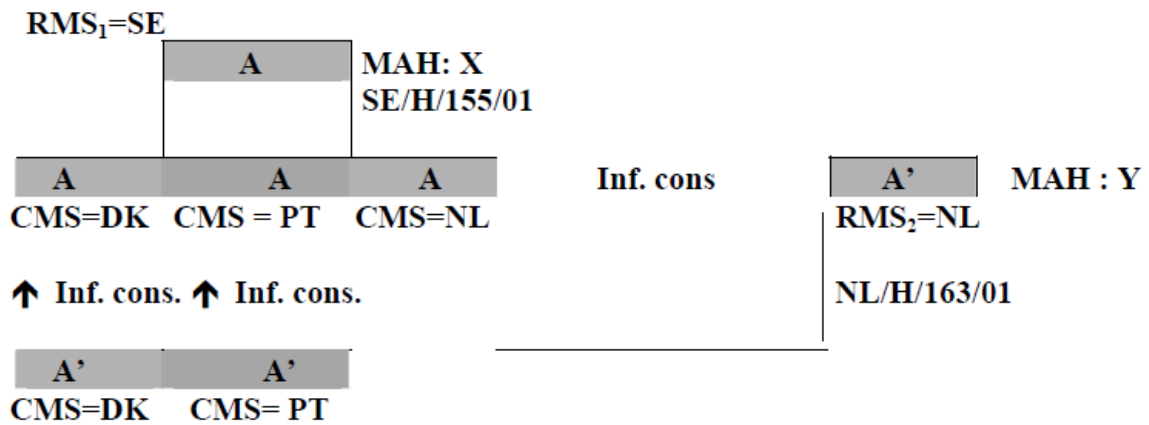 RMS₁=SE
A MAH: X
SE/H/155/01
A A A Inf. cons A’ MAH : Y
CMS=DK CMS = PT CMS=NL RMS₂=NL
↑ Inf. cons. ↑ Inf. cons. NL/H/163/01
A’ A’
CMS=DK CMS= PT